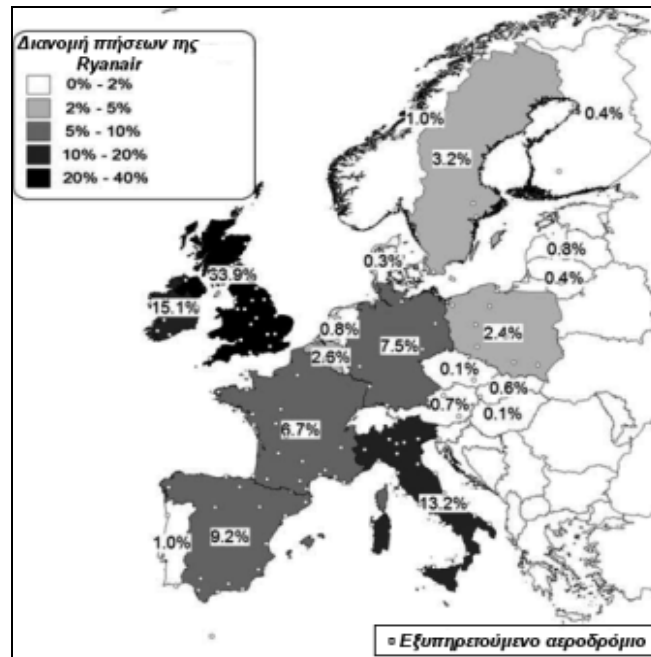 Διανομή πτήσεων της
Ryanair
0% - 2%
2% - 5%
5% - 10%
10% - 20%
20% - 40%
1.0%
0.4%
3.2%
0.3%
0.3%
0.4%
33.9%
15.1%
0.8%
2.6%
7.5%
2.4%
0.1%
0.6%
0.7%
0.1%
6.7%
13.2%
1.0%
9.2%
Εξυπηρετούμενο αεροδρόμιο